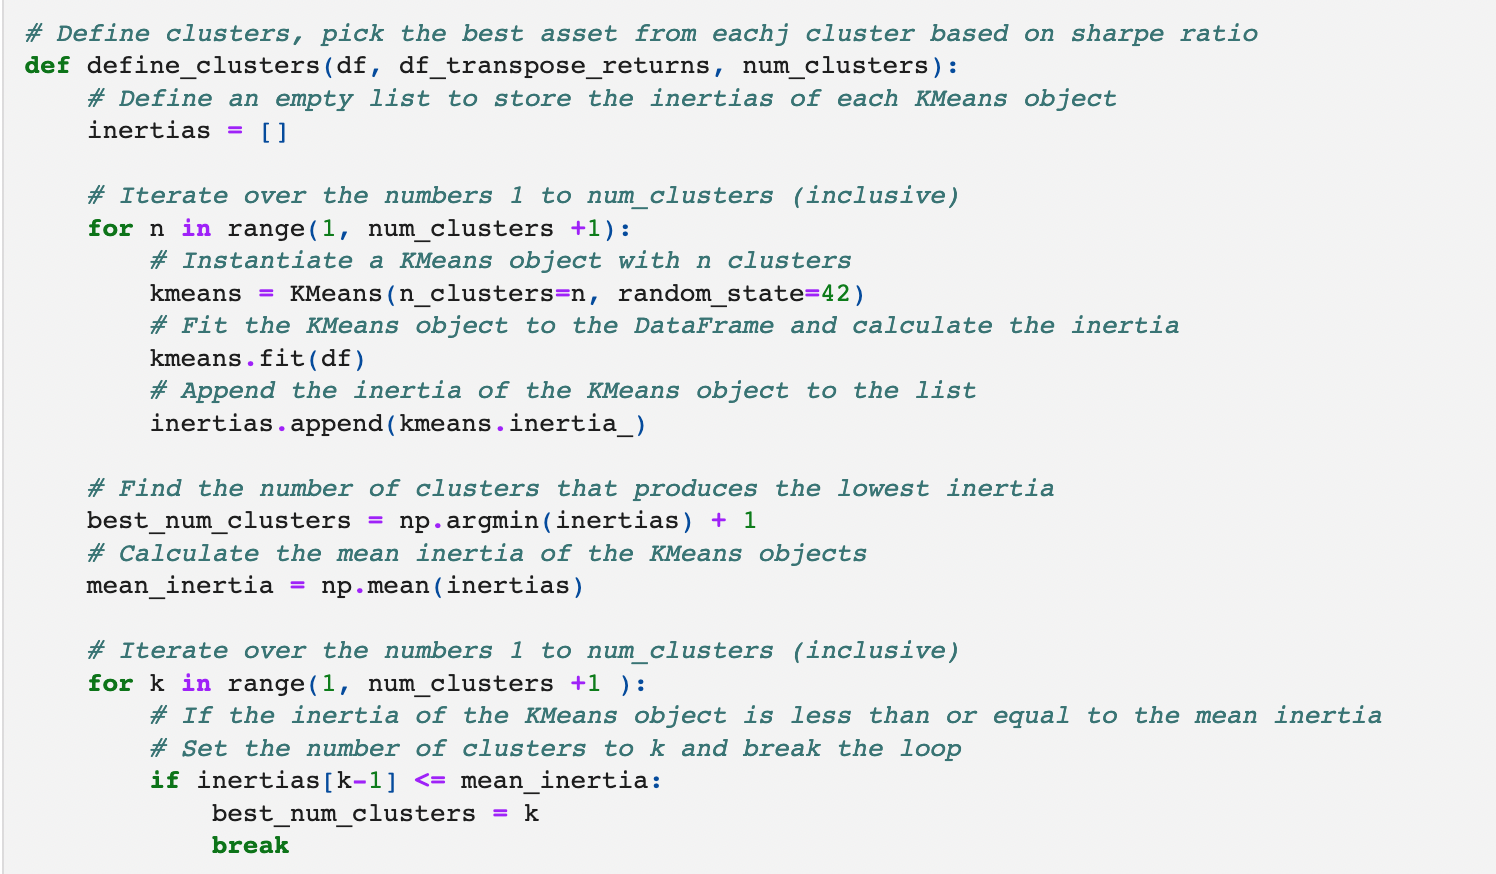 # Define clusters, pick the best asset from eachj cluster based on sharpe ratio
def define_clusters(df, df_transpose_returns, num_clusters):
    # Define an empty list to store the inertias of each KMeans object
    inertias = []

    # Iterate over the numbers 1 to num_clusters (inclusive)
    for n in range(1, num_clusters +1):
        # Instantiate a KMeans object with n clusters
        kmeans = KMeans(n_clusters=n, random_state=42)
        # Fit the KMeans object to the DataFrame and calculate the inertia
        kmeans.fit(df)
        # Append the inertia of the KMeans object to the list
        inertias.append(kmeans.inertia_)

    # Find the number of clusters that produces the lowest inertia
    best_num_clusters = np.argmin(inertias) + 1
    # Calculate the mean inertia of the KMeans objects
    mean_inertia = np.mean(inertias)

    # Iterate over the numbers 1 to num_clusters (inclusive)
    for k in range(1, num_clusters +1 ):
        # If the inertia of the KMeans object is less than or equal to the mean inertia
        # Set the number of clusters to k and break the loop
        if inertias[k-1] <= mean_inertia:
            best_num_clusters = k
            break